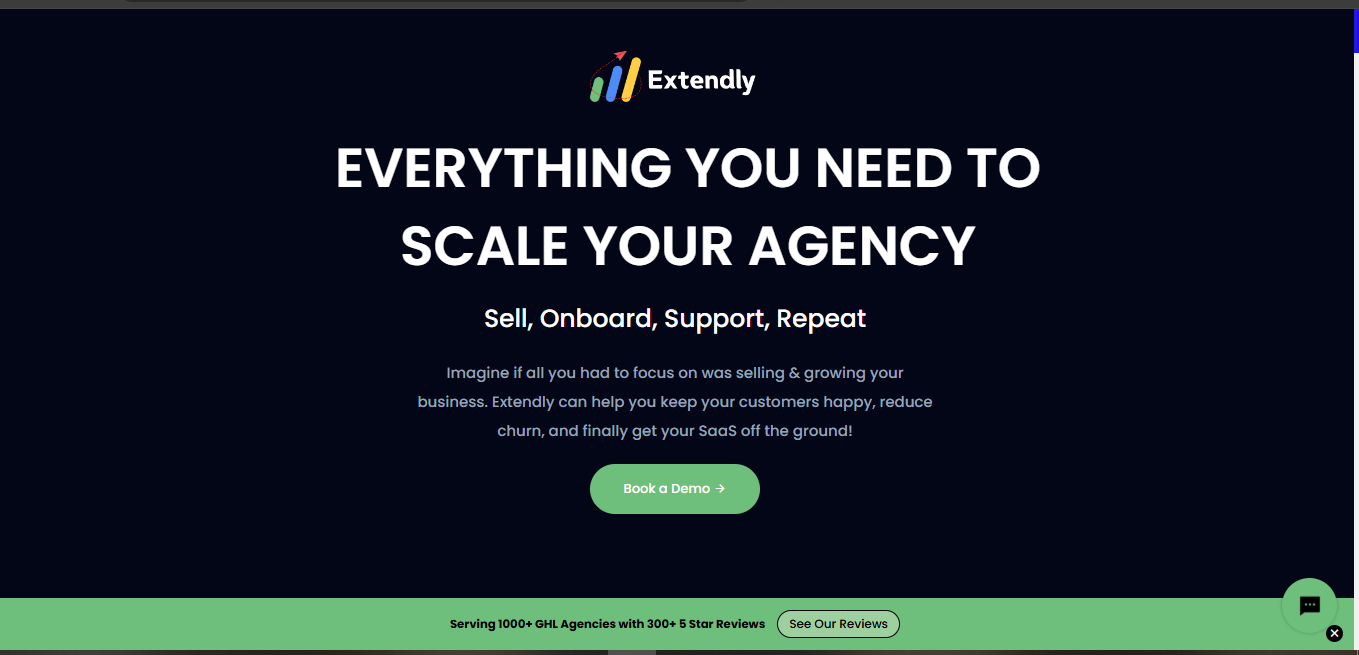 Extendly
EVERYTHING YOU NEED TO
SCALE YOUR AGENCY
Sell, Onboard, Support, Repeat
Imagine if all you had to focus on was selling & growing your
business. Extendly can help you keep your customers happy, reduce
churn, and finally get your SaaS off the ground!
Book a Demo →
Serving 1000+ GHL Agencies with 300+ 5 Star Reviews
See Our Reviews